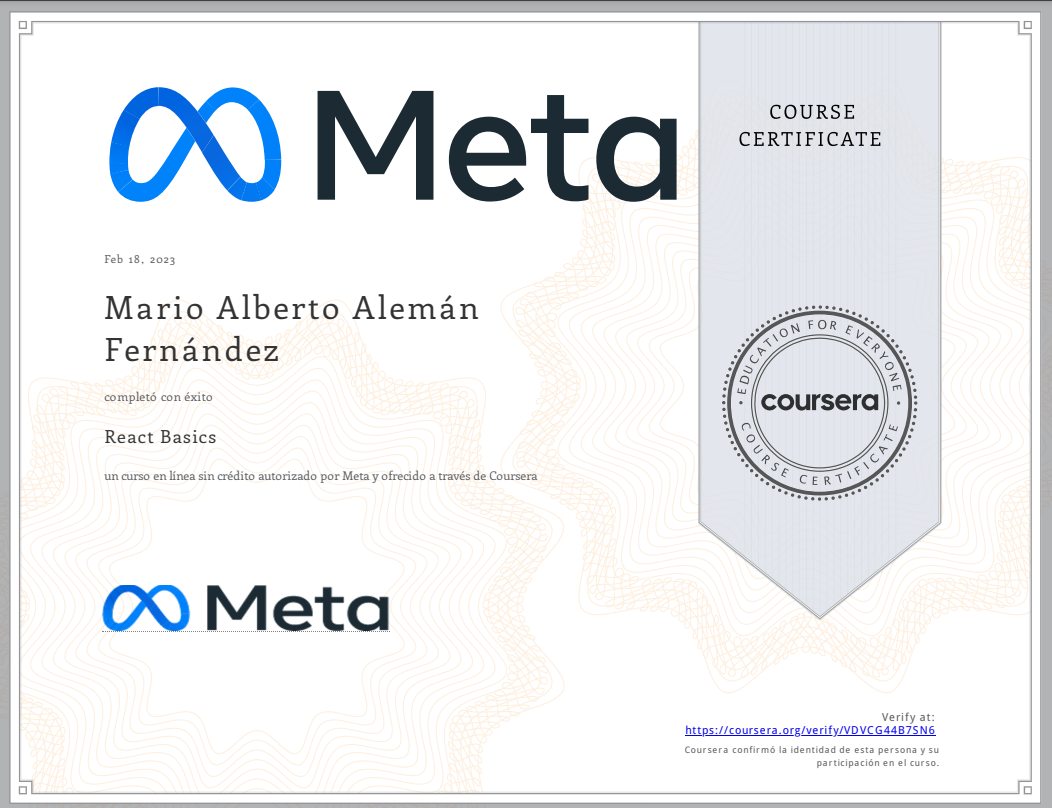 Meta
COURSE
CERTIFICATE
Feb 18, 2023
Mario Alberto Alemán
Fernández
completó con éxito
React Basics
un curso en línea sin crédito autorizado por Meta y ofrecido a través de Coursera
EDUCATION FOR EVERYONE
coursera
COURSE CERTIFICATE
Meta
Verify at:
https://coursera.org/verify/VDVCG44B7SN6
Coursera confirmó la identidad de esta persona y su
participación en el curso.